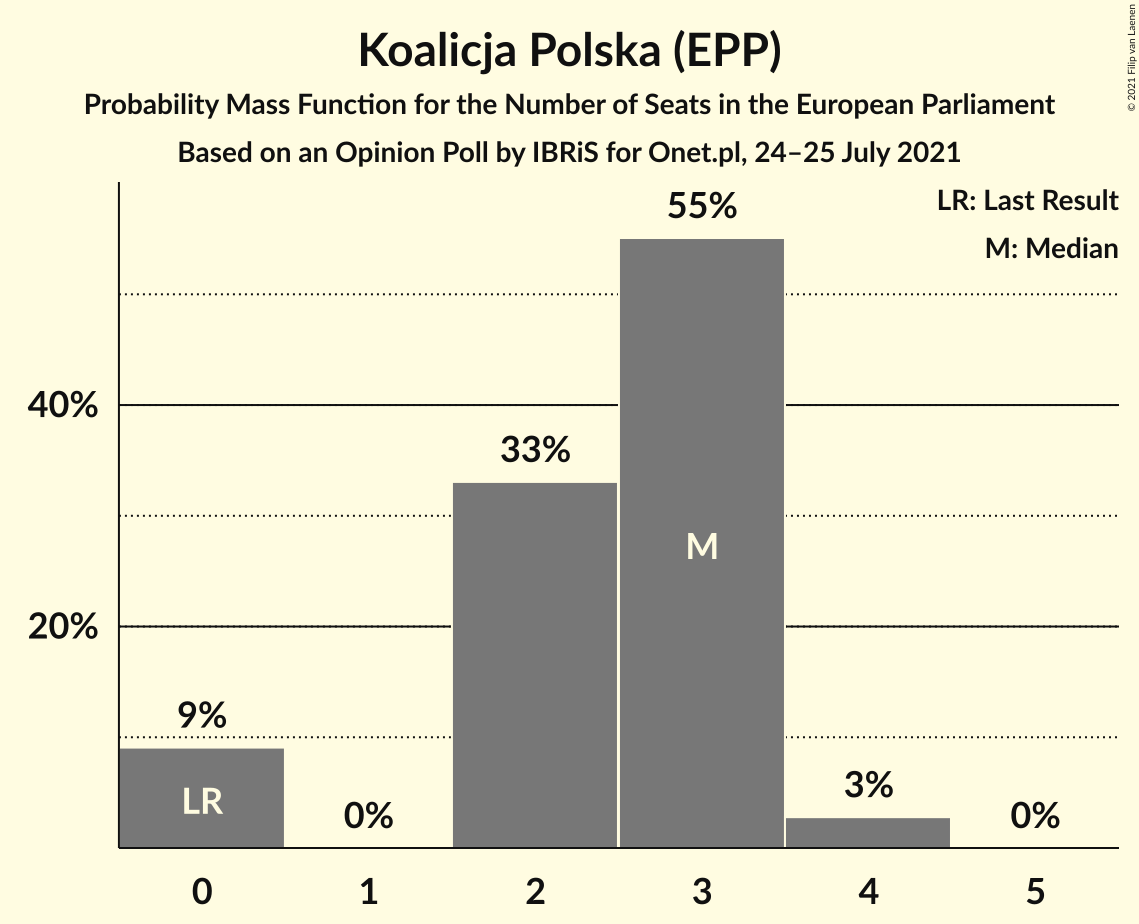 Koalicja Polska (EPP)
Probability Mass Function for the Number of Seats in the European Parliament
Based on an Opinion Poll by IBRiS for Onet.pl, 24–25 July 2021
© 2021 Filip van Laenen
LR: Last Result
M: Median
55%
40%
33%
M
20%
9%
LR
0%
3%
0%
0 1 2 3 4 5